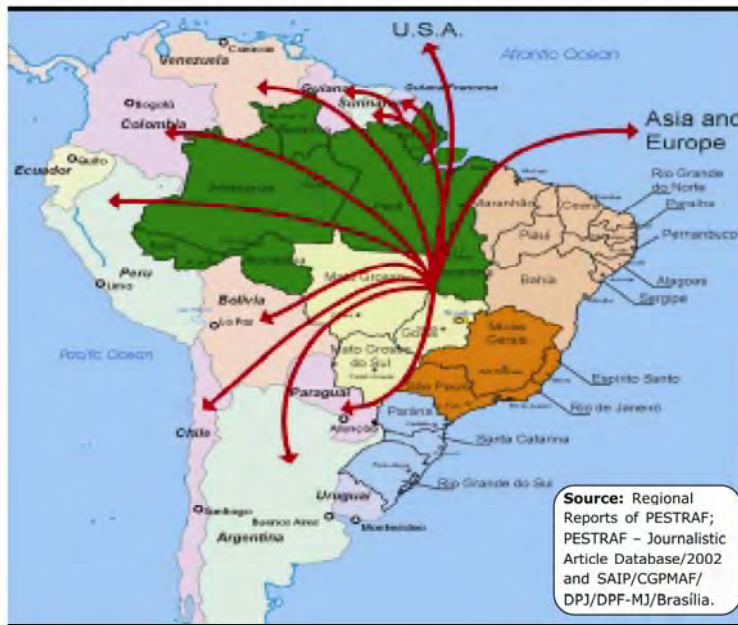 U.S.A.
Atlantic Ocean
Caracas
Venezuela
Guiana
Guiana Francesa
Suriname
Bogotá
Colombia
Asia and
Europe
Ecuador
Quito
Rio Grande
do Norte
Amazonas
Pará
Maranhão
Ceará
Paraíba
Piauí
Pernambuco
Peru
Lima
Mato Grosso
Bahia
Alagoas
Sergipe
Bolivia
La Paz
Goiás
Minas
Gerais
Pacific Ocean
Mato Grosso
do Sul
Espírito Santo
São Paulo
Rio de Janeiro
Paraguai
Paraná
Chile
Santa Catarina
Rio Grande do Sul
Uruguai
Santiago
Buenos Aires
Montevideo
Argentina
Source: Regional
Reports of PESTRAF;
PESTRAF – Journalistic
Article Database/2002
and SAIP/CGPMAF/
DPJ/DPF-MJ/Brasília.